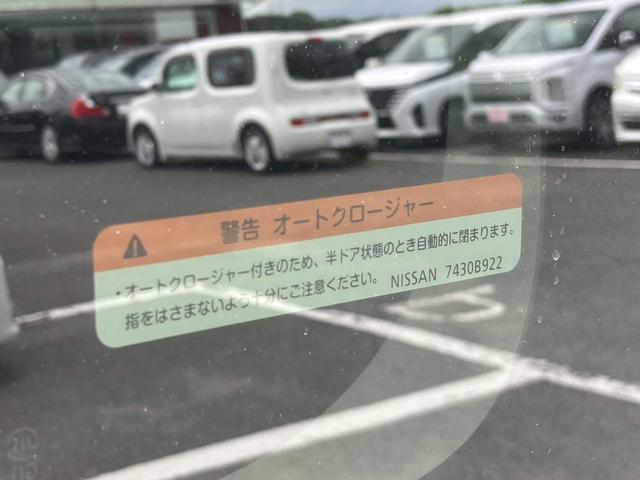 警告 オートクロージャー
・オートクロージャー付きのため、半ドア状態のとき自動的に閉まります。
指をはさまないよう十分にご注意ください。 NISSAN 7430B922